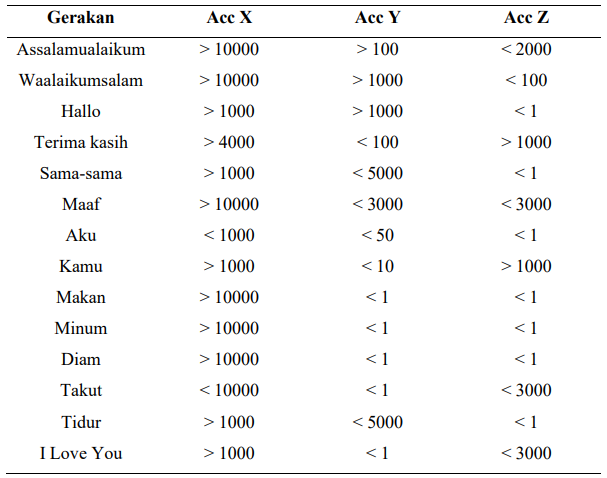 Gerakan Acc X Acc Y Acc Z
Assalamualaikum > 10000 > 100 < 2000
Waalaikumsalam > 10000 > 1000 < 100
Hallo > 1000 > 1000 < 1
Terima kasih > 4000 < 100 > 1000
Sama-sama > 1000 < 5000 < 1
Maaf > 10000 < 3000 < 3000
Aku < 1000 < 50 < 1
Kamu > 1000 < 10 > 1000
Makan > 10000 < 1 < 1
Minum > 10000 < 1 < 1
Diam > 10000 < 1 < 1
Takut < 10000 < 1 < 3000
Tidur > 1000 < 5000 < 1
I Love You > 1000 < 1 < 3000